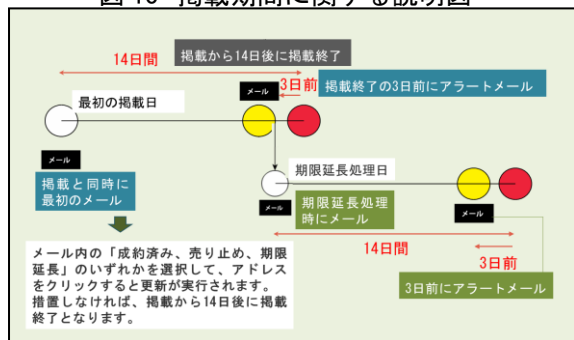 図 10 掲載期間に関する説明図
14日間
掲載から14日後に掲載終了
3日前
掲載終了の3日前にアラートメール
メール
最初の掲載日
メール
掲載と同時に
最初のメール
期限延長処理日
メール
期限延長処理
時にメール
メール
14日間
3日前
3日前にアラートメール
メール内の「成約済み、売り止め、期限
延長」のいずれかを選択して、アドレス
をクリックすると更新が実行されます。
措置しなければ、掲載から14日後に掲載
終了となります。